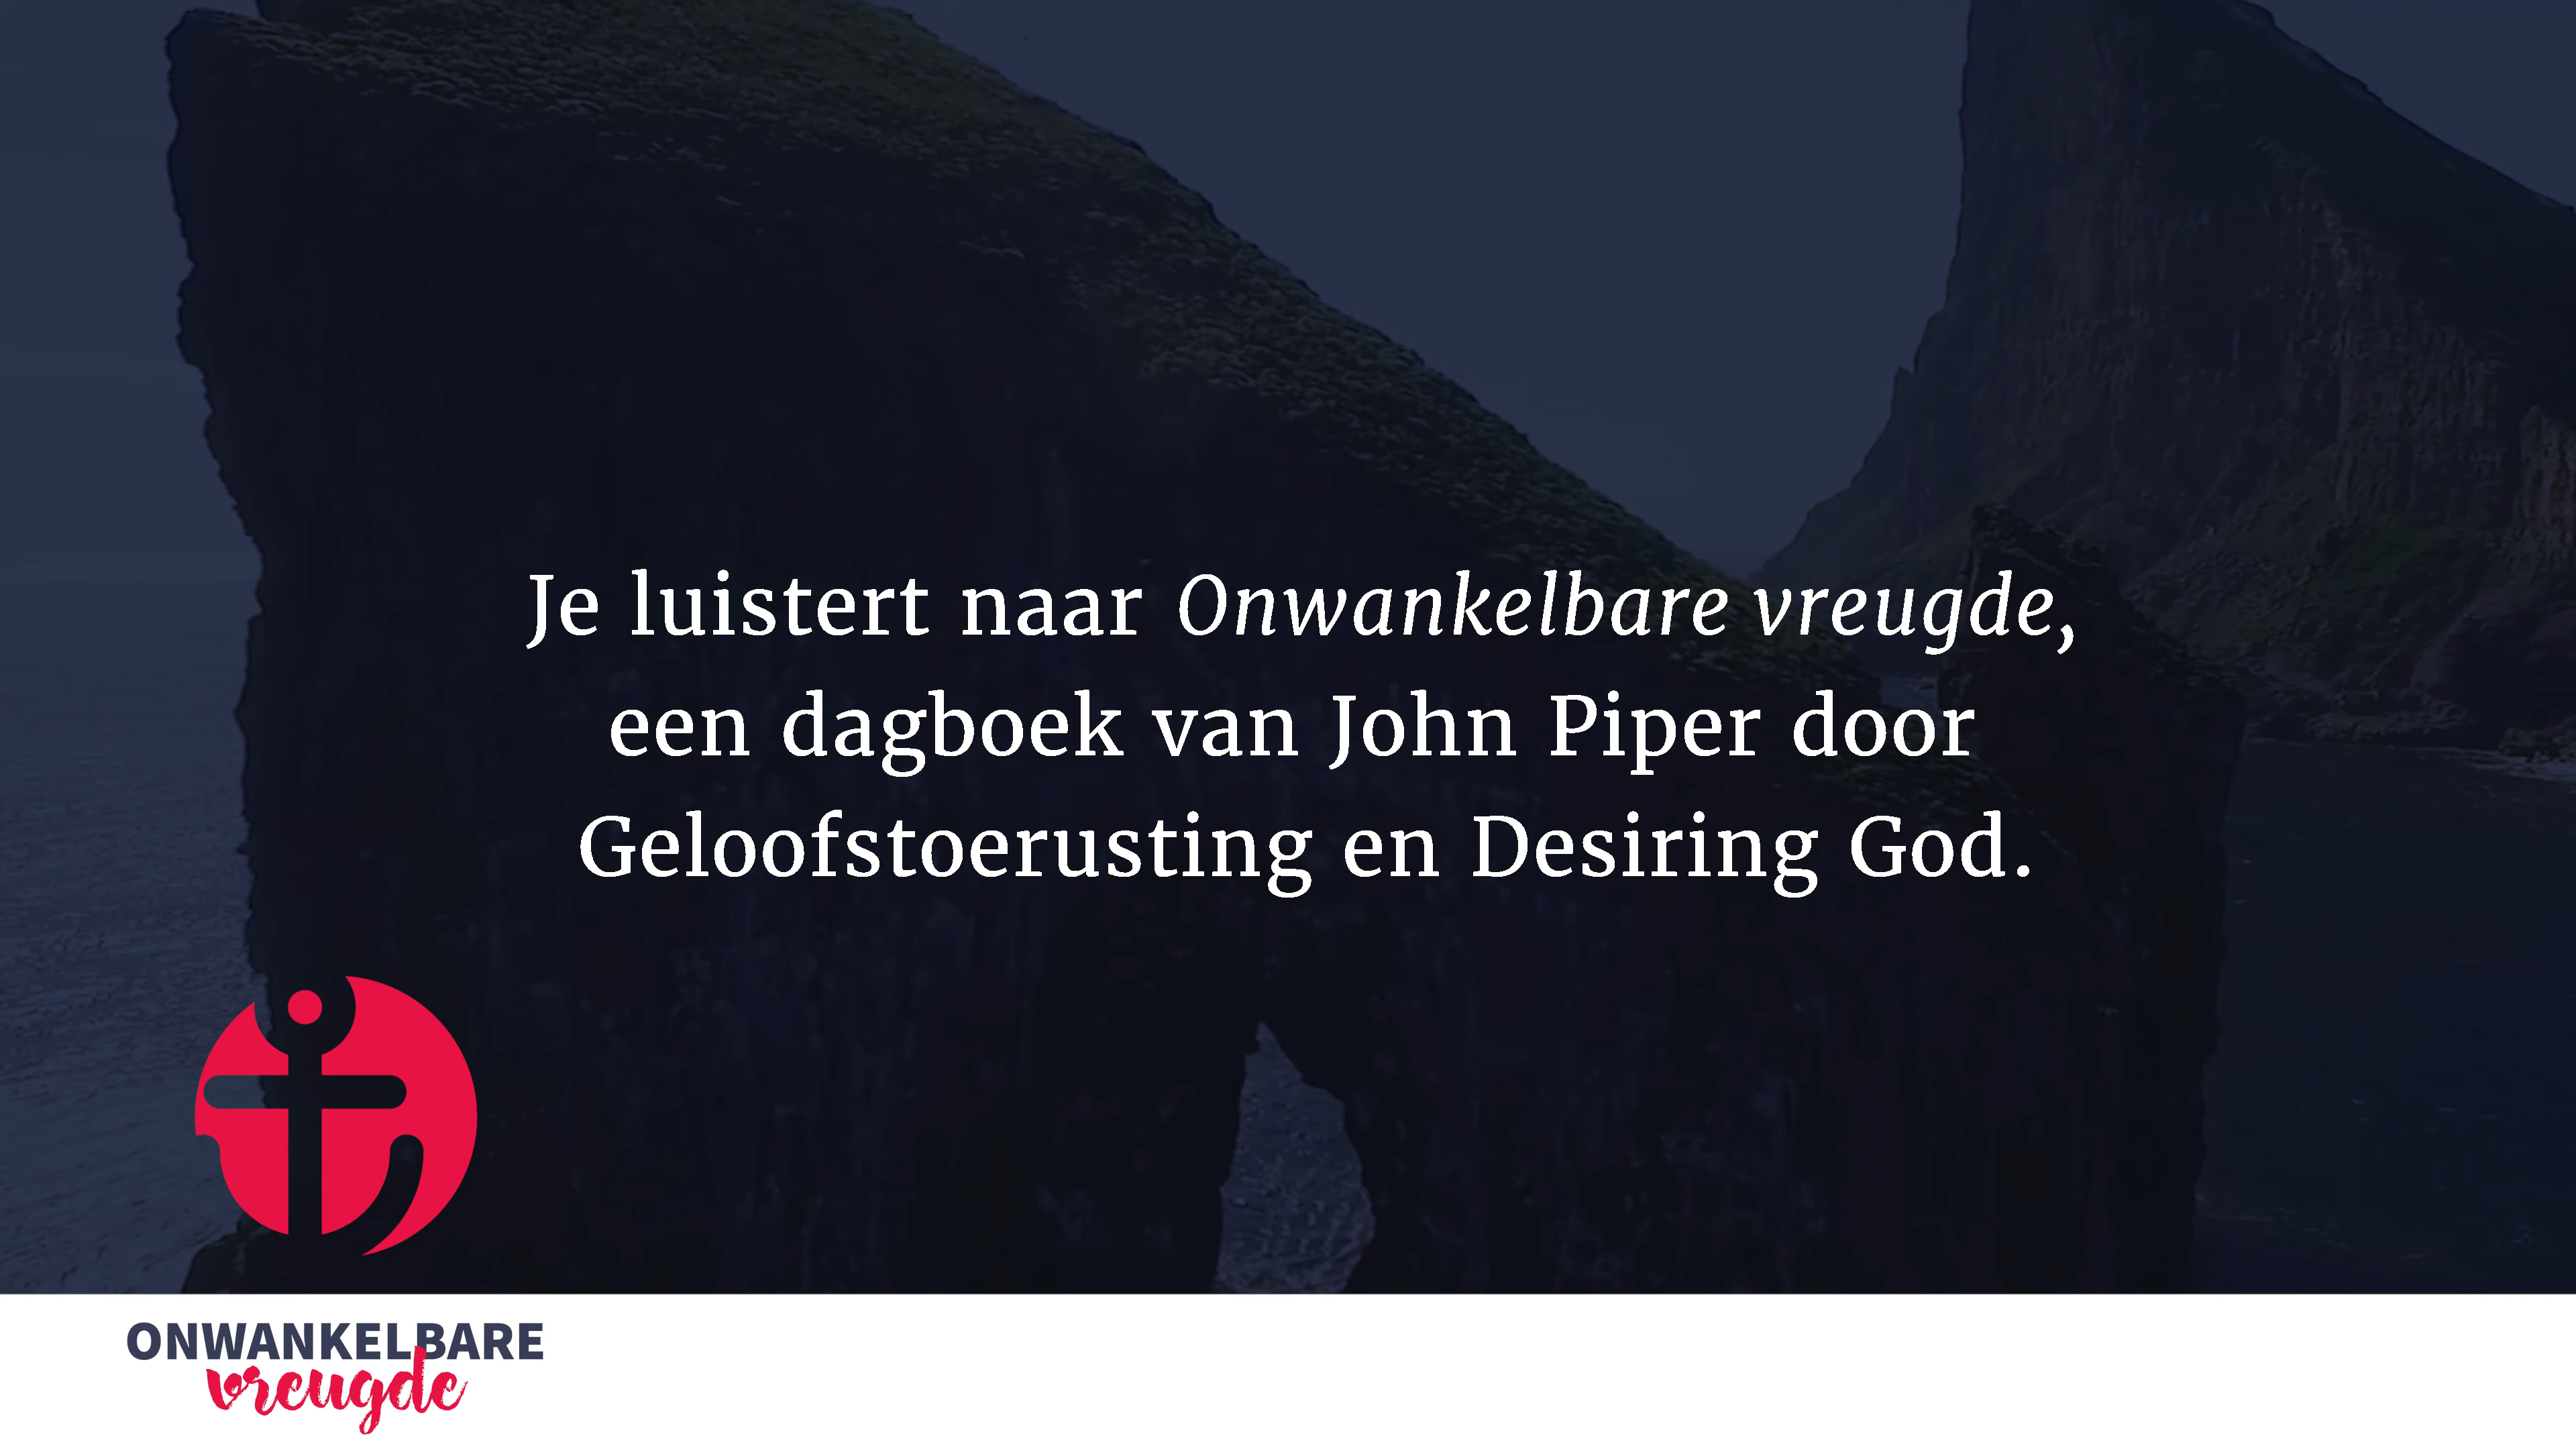 Je luistert naar Onwankelbare vreugde,
een dagboek van John Piper door
Geloofstoerusting en Desiring God.
ONWANKELBARE
vreugde